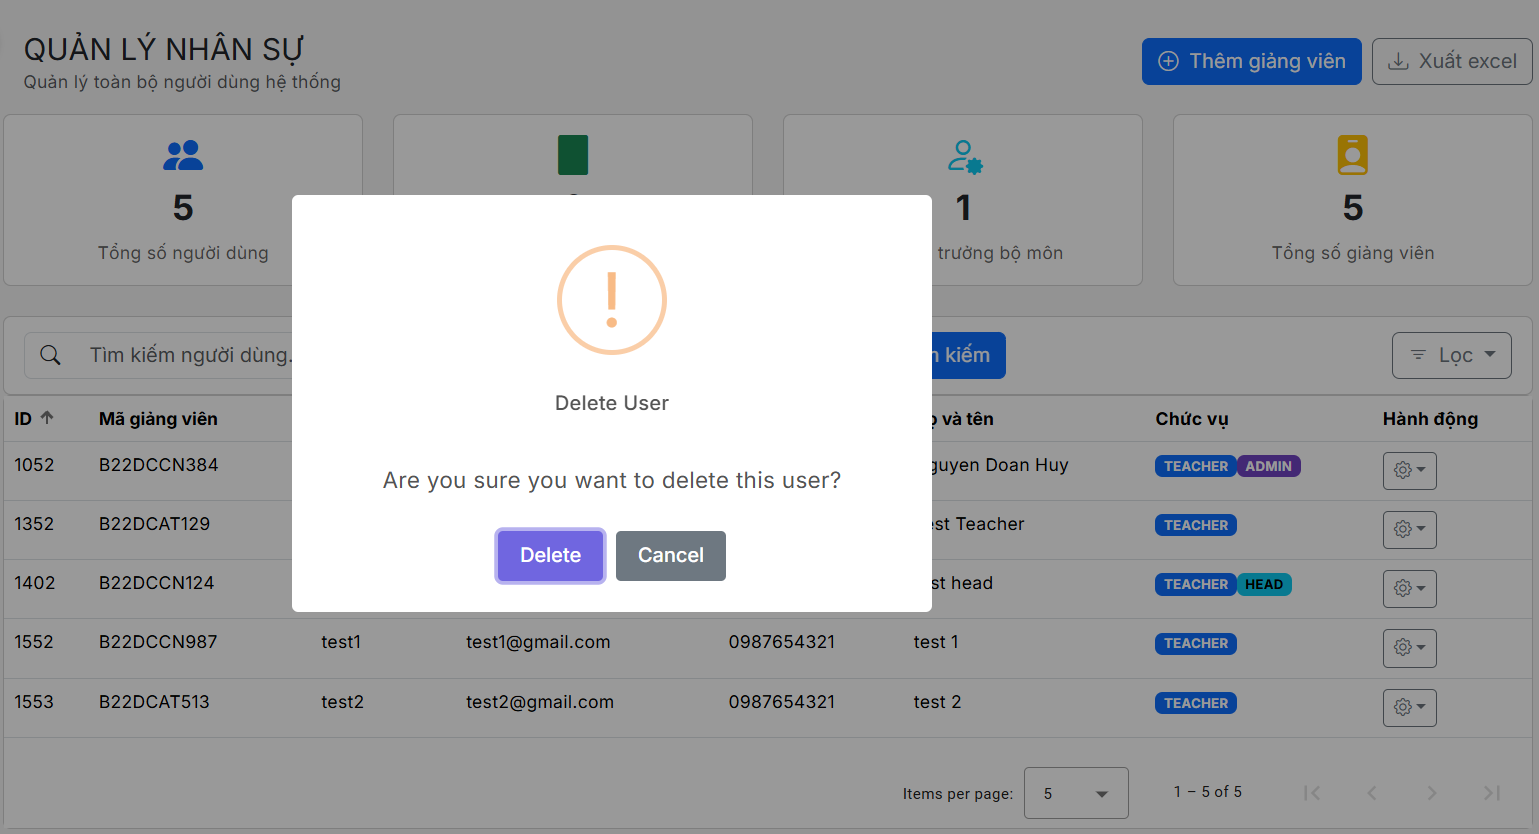 QUẢN LÝ NHÂN SỰ
Quản lý toàn bộ người dùng hệ thống
Thêm giảng viên
Xuất excel
5
1
5
Tổng số người dùng
trưởng bộ môn
Tổng số giảng viên
Tìm kiếm người dùng.
kiếm
Lọc
Delete User
Are you sure you want to delete this user?
Delete
Cancel
ID Mã giảng viên và tên Chức vụ Hành động
1052 B22DCCN384 guyen Doan Huy TEACHER ADMIN
1352 B22DCAT129 st Teacher TEACHER
1402 B22DCCN124 st head TEACHER HEAD
1552 B22DCCN987 test1 test1@gmail.com 0987654321 test 1 TEACHER
1553 B22DCAT513 test2 test2@gmail.com 0987654321 test 2 TEACHER
Items per page: 5 1 – 5 of 5